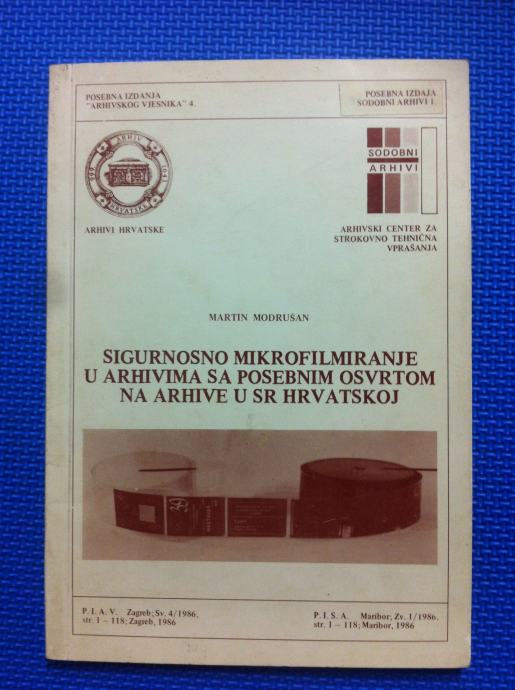 POSEBNA IZDANJA
"ARHIVSKOG VJESNIKA" 4.
POSEBNA IZDAJA
SODOBNI ARHIVI 1.
ARHIV
HRVATSKE
ARHIVI HRVATSKE
SODOBNI
ARHIVI
ARHIVSKI CENTER ZA
STROKOVNO TEHNIČNA
VPRAŠANJA
MARTIN MODRUŠAN
SIGURNOSNO MIKROFILMIRANJE
U ARHIVIMA SA POSEBNIM OSVRTOM
NA ARHIVE U SR HRVATSKOJ
P. I. A. V. Zagreb; Sv. 4/1986,
str. 1 – 118; Zagreb, 1986
P. I. S. A. Maribor; Zv. 1/1986,
str. 1 – 118; Maribor, 1986